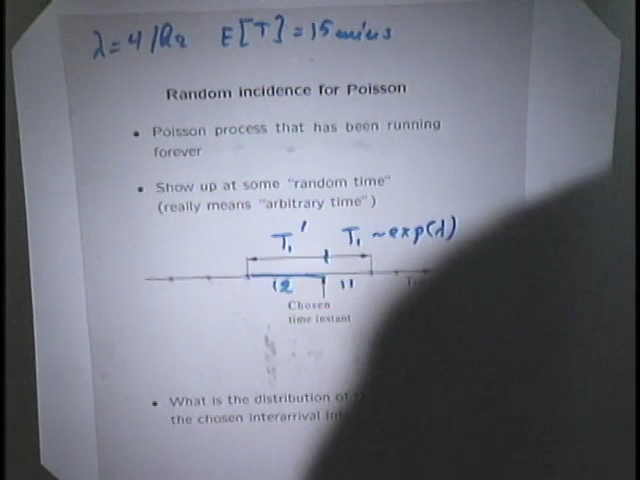 λ=4/Hr E[T]=15 mins
Random incidence for Poisson
• Poisson process that has been running
forever
• Show up at some "random time"
(really means "arbitrary time")
T₁' T₁ ~exp(λ)
12 11
Chosen
time instant
• What is the distribution of
the chosen interarrival